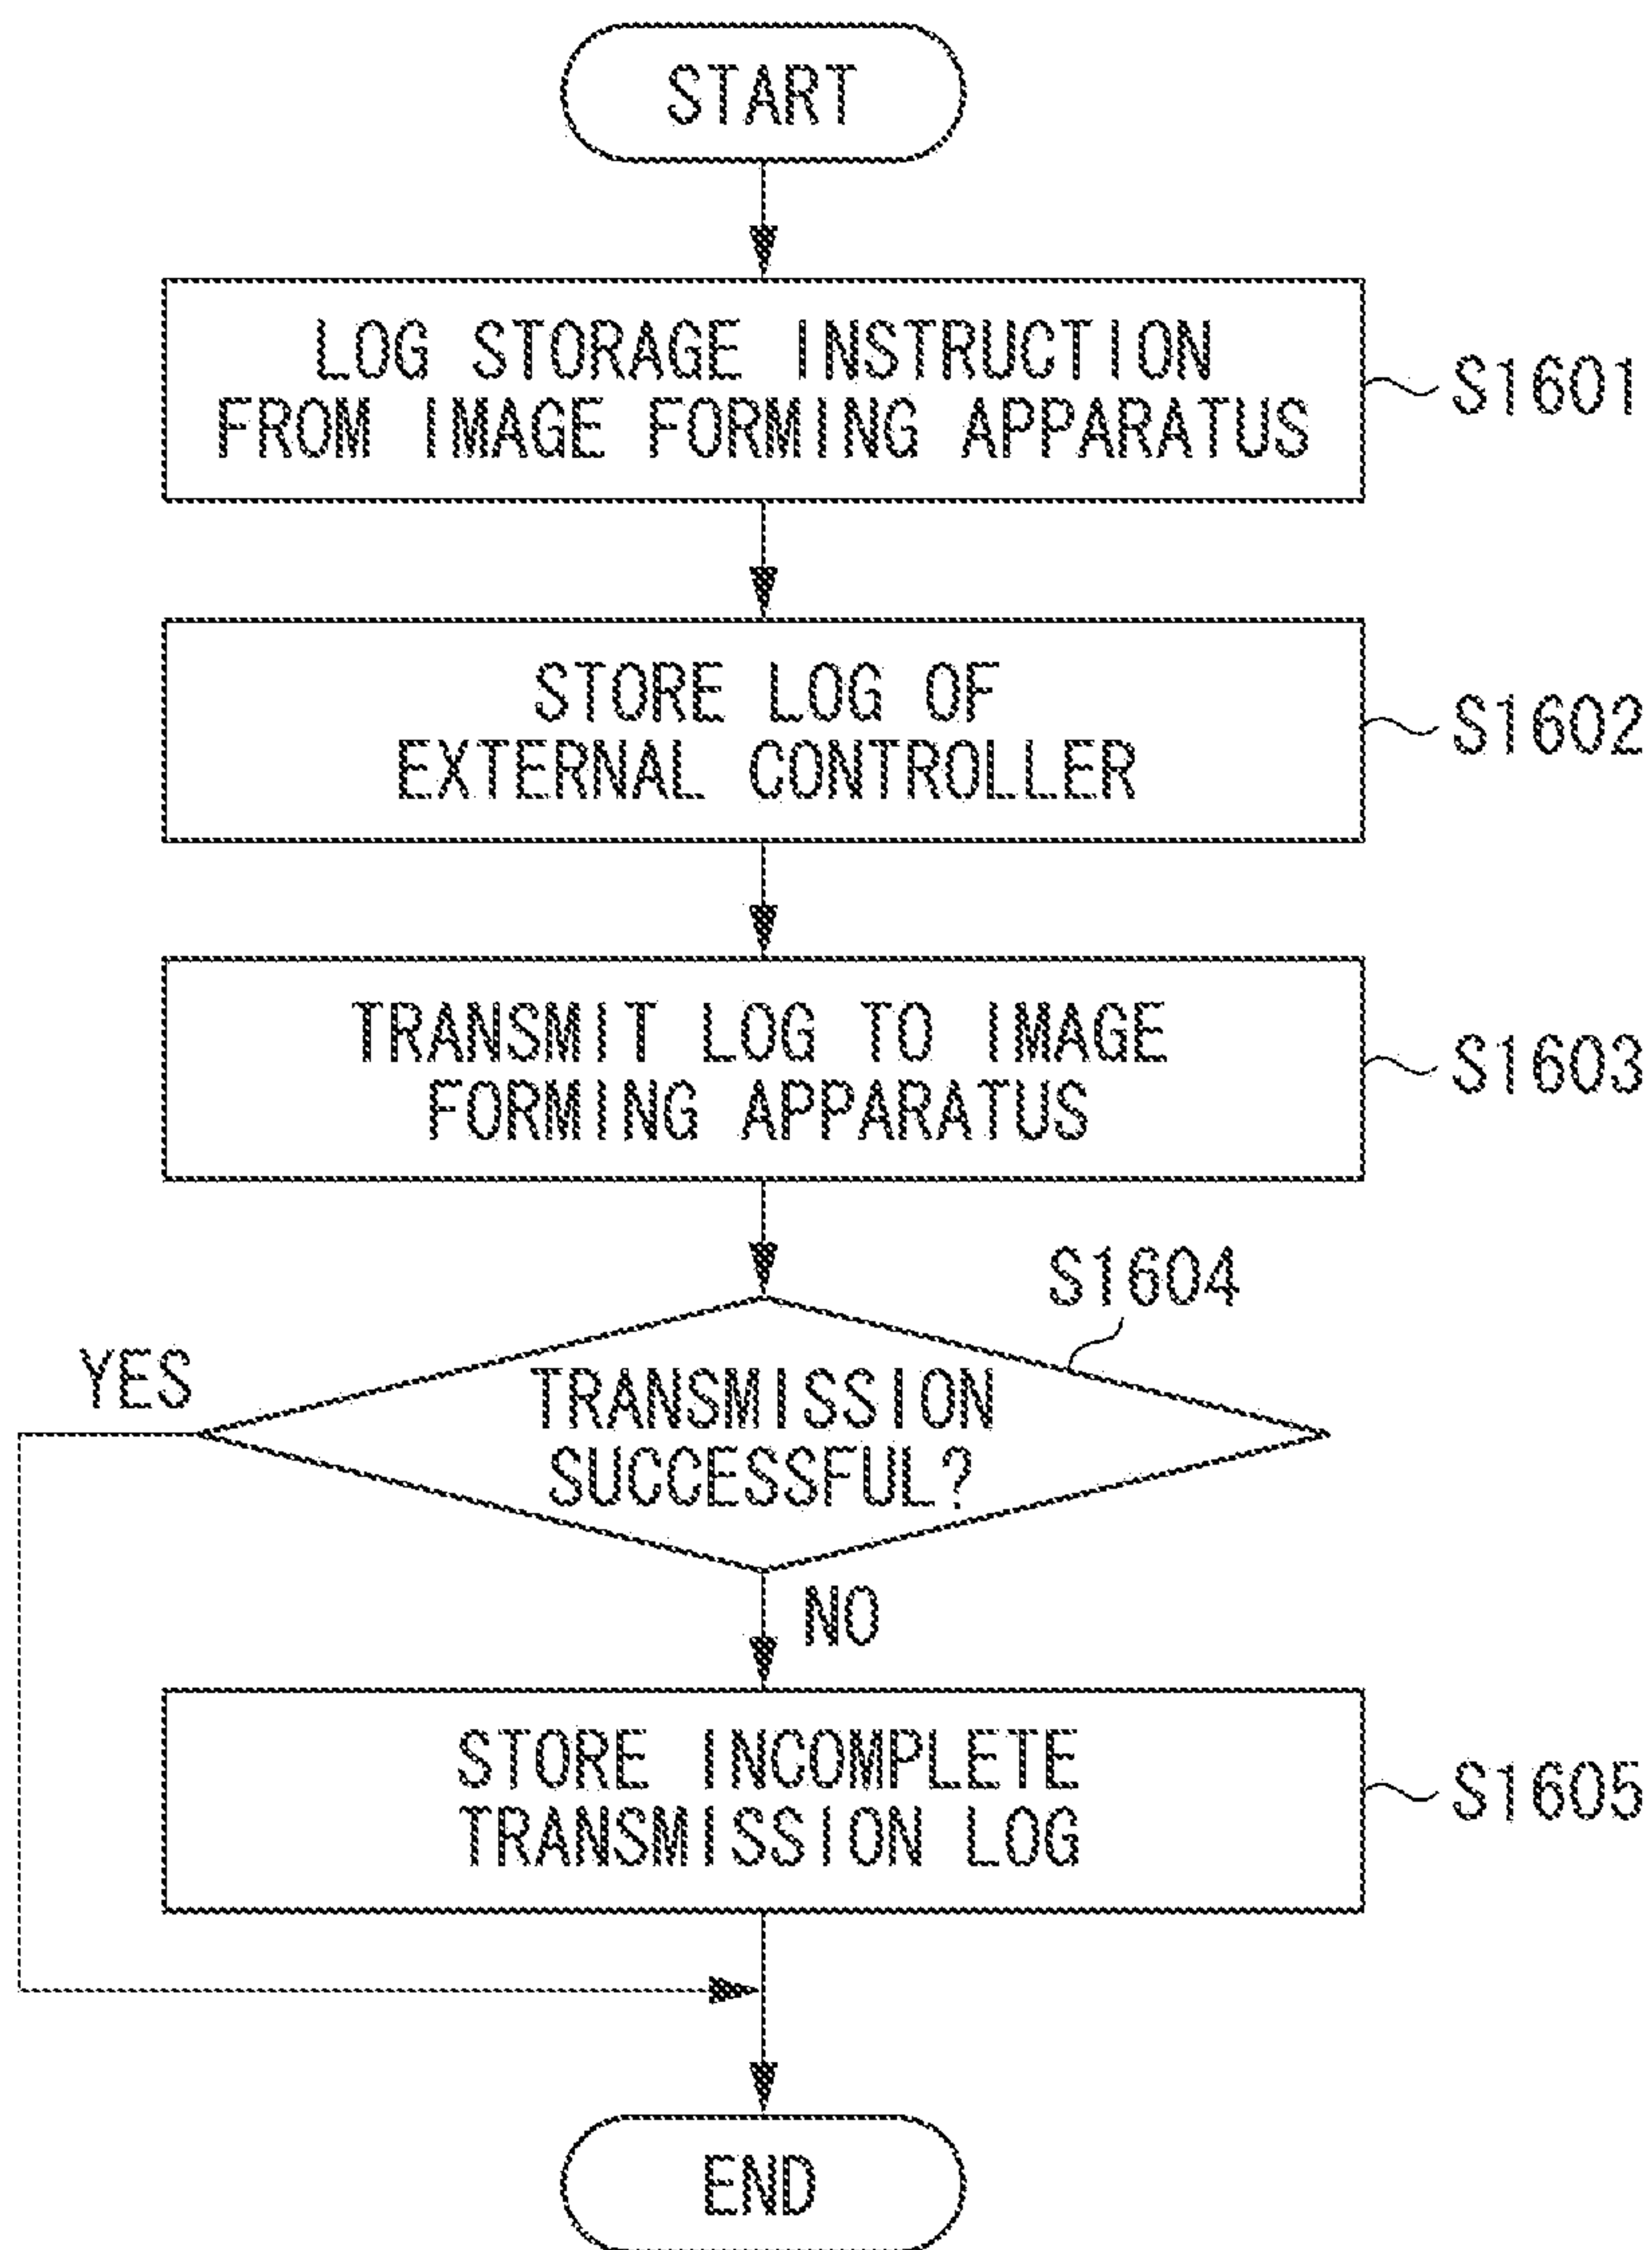 START
LOG STORAGE INSTRUCTION
FROM IMAGE FORMING APPARATUS
S1601
STORE LOG OF
EXTERNAL CONTROLLER
S1602
TRANSMIT LOG TO IMAGE
FORMING APPARATUS
S1603
S1604
YES
TRANSMISSION
SUCCESSFUL?
NO
STORE INCOMPLETE
TRANSMISSION LOG
S1605
END